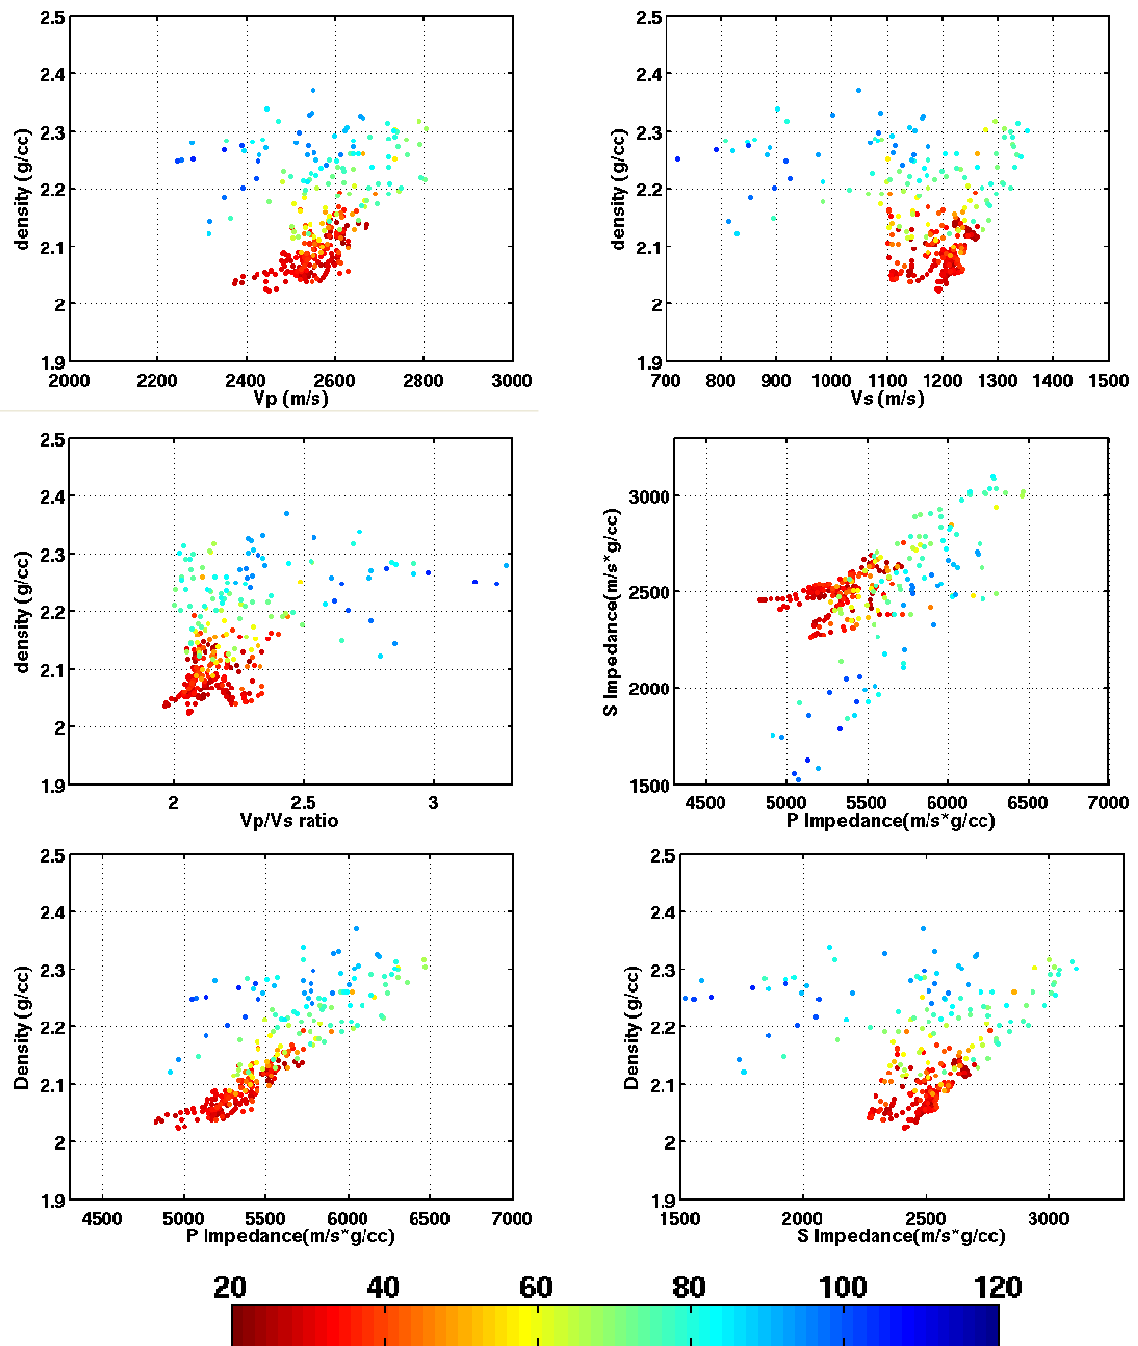 2.5 2.5
2.4 2.4
2.3 2.3
2.2 2.2
2.1 2.1
2 2
1.9 1.9
density (g/cc) density (g/cc)
2000 2200 2400 2600 2800 3000 700 800 900 1000 1100 1200 1300 1400 1500
Vp (m/s) Vs (m/s)
2.5
2.4 3000
2.3
2.2 2500
2.1 2000
2
1.9 1500
density (g/cc) S Impedance(m/s*g/cc)
2 2.5 3 4500 5000 5500 6000 6500 7000
Vp/Vs ratio P Impedance(m/s*g/cc)
2.5 2.5
2.4 2.4
2.3 2.3
2.2 2.2
2.1 2.1
2 2
1.9 1.9
Density (g/cc) Density (g/cc)
4500 5000 5500 6000 6500 7000 1500 2000 2500 3000
P Impedance(m/s*g/cc) S Impedance(m/s*g/cc)
20 40 60 80 100 120